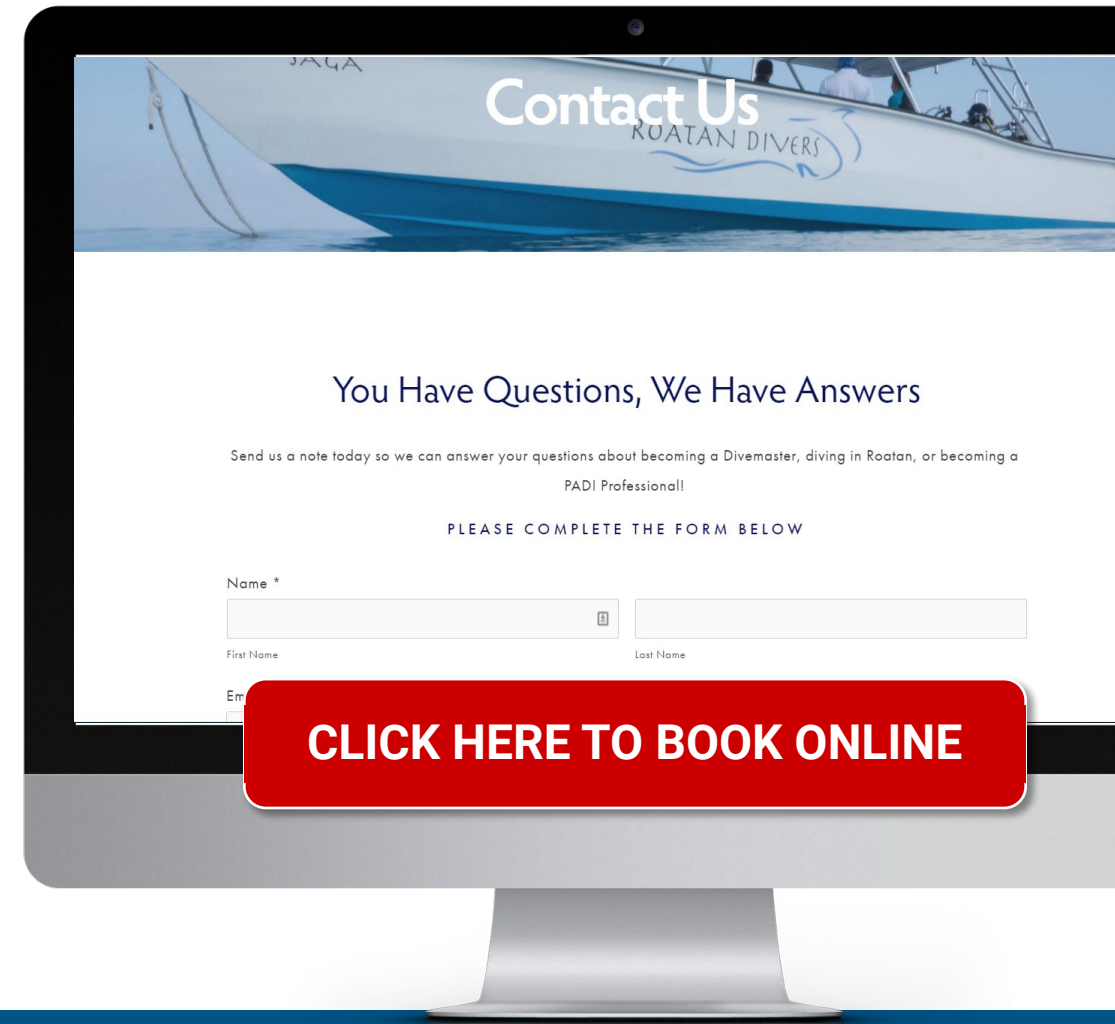 SAGA
Contact Us
ROATAN DIVERS
You Have Questions, We Have Answers
Send us a note today so we can answer your questions about becoming a Divemaster, diving in Roatan, or becoming a
PADI Professional!
PLEASE COMPLETE THE FORM BELOW
Name *
First Name
Last Name
Em
CLICK HERE TO BOOK ONLINE